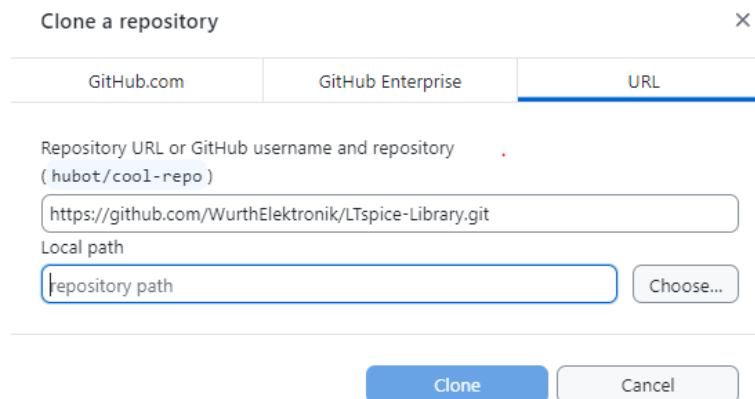 Clone a repository
GitHub.com
GitHub Enterprise
URL
Repository URL or GitHub username and repository
(hubot/cool-repo)
https://github.com/WurthElektronik/LTspice-Library.git
Local path
repository path
Choose...
Clone
Cancel